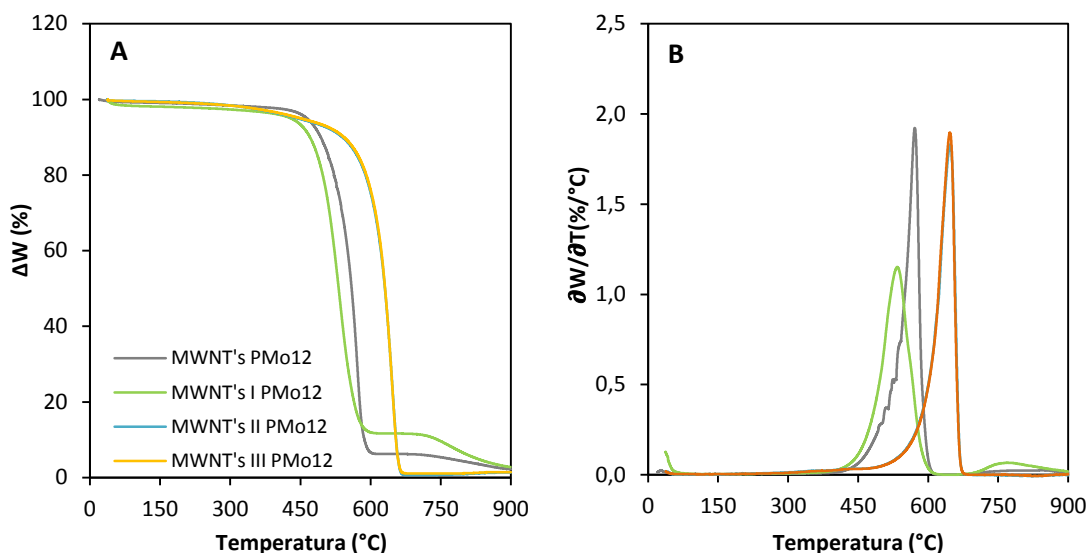 A
ΔW (%)
120
100
80
60
40
20
0
MWNT's PMo12
MWNT's I PMo12
MWNT's II PMo12
MWNT's III PMo12
0 150 300 450 600 750 900
Temperatura (°C)
B
∂W/∂T(%/°C)
2,5
2,0
1,5
1,0
0,5
0,0
0 150 300 450 600 750 900
Temperatura (°C)